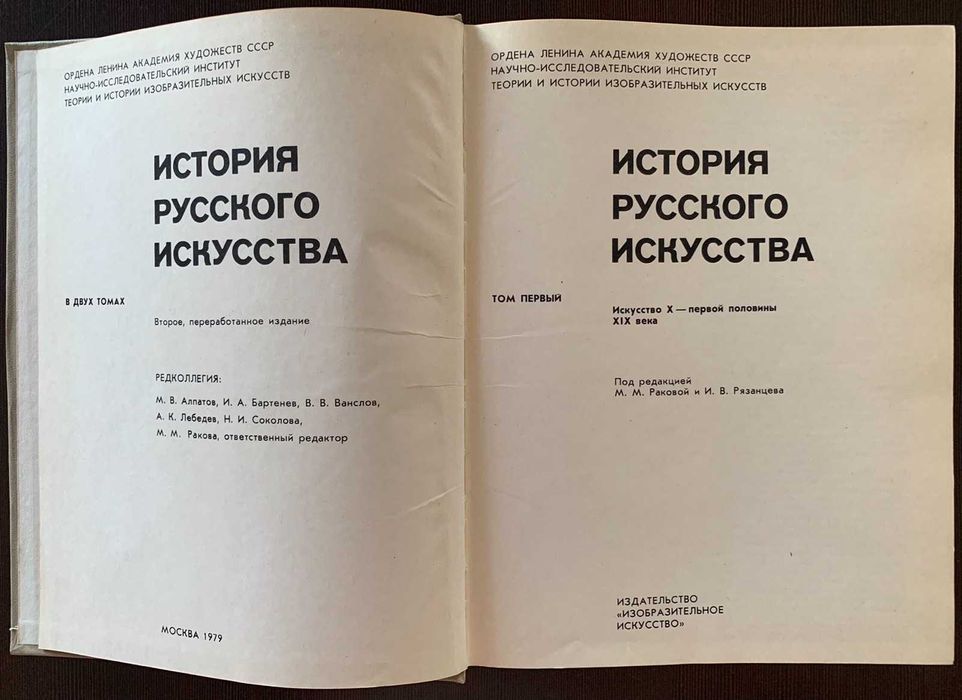 ОРДЕНА ЛЕНИНА АКАДЕМИЯ ХУДОЖЕСТВ СССР
НАУЧНО-ИССЛЕДОВАТЕЛЬСКИЙ ИНСТИТУТ
ТЕОРИИ И ИСТОРИИ ИЗОБРАЗИТЕЛЬНЫХ ИСКУССТВ
ИСТОРИЯ
РУССКОГО
ИСКУССТВА
В ДВУХ ТОМАХ
Второе, переработанное издание
РЕДКОЛЛЕГИЯ:
М. В. Алпатов, И. А. Бартенев, В. В. Ванслов,
А. К. Лебедев, Н. И. Соколова,
М. М. Ракова, ответственный редактор
МОСКВА 1979
ОРДЕНА ЛЕНИНА АКАДЕМИЯ ХУДОЖЕСТВ СССР
НАУЧНО-ИССЛЕДОВАТЕЛЬСКИЙ ИНСТИТУТ
ТЕОРИИ И ИСТОРИИ ИЗОБРАЗИТЕЛЬНЫХ ИСКУССТВ
ИСТОРИЯ
РУССКОГО
ИСКУССТВА
ТОМ ПЕРВЫЙ
Искусство X — первой половины
XIX века
Под редакцией
М. М. Раковой и И. В. Рязанцева
ИЗДАТЕЛЬСТВО
«ИЗОБРАЗИТЕЛЬНОЕ
ИСКУССТВО»